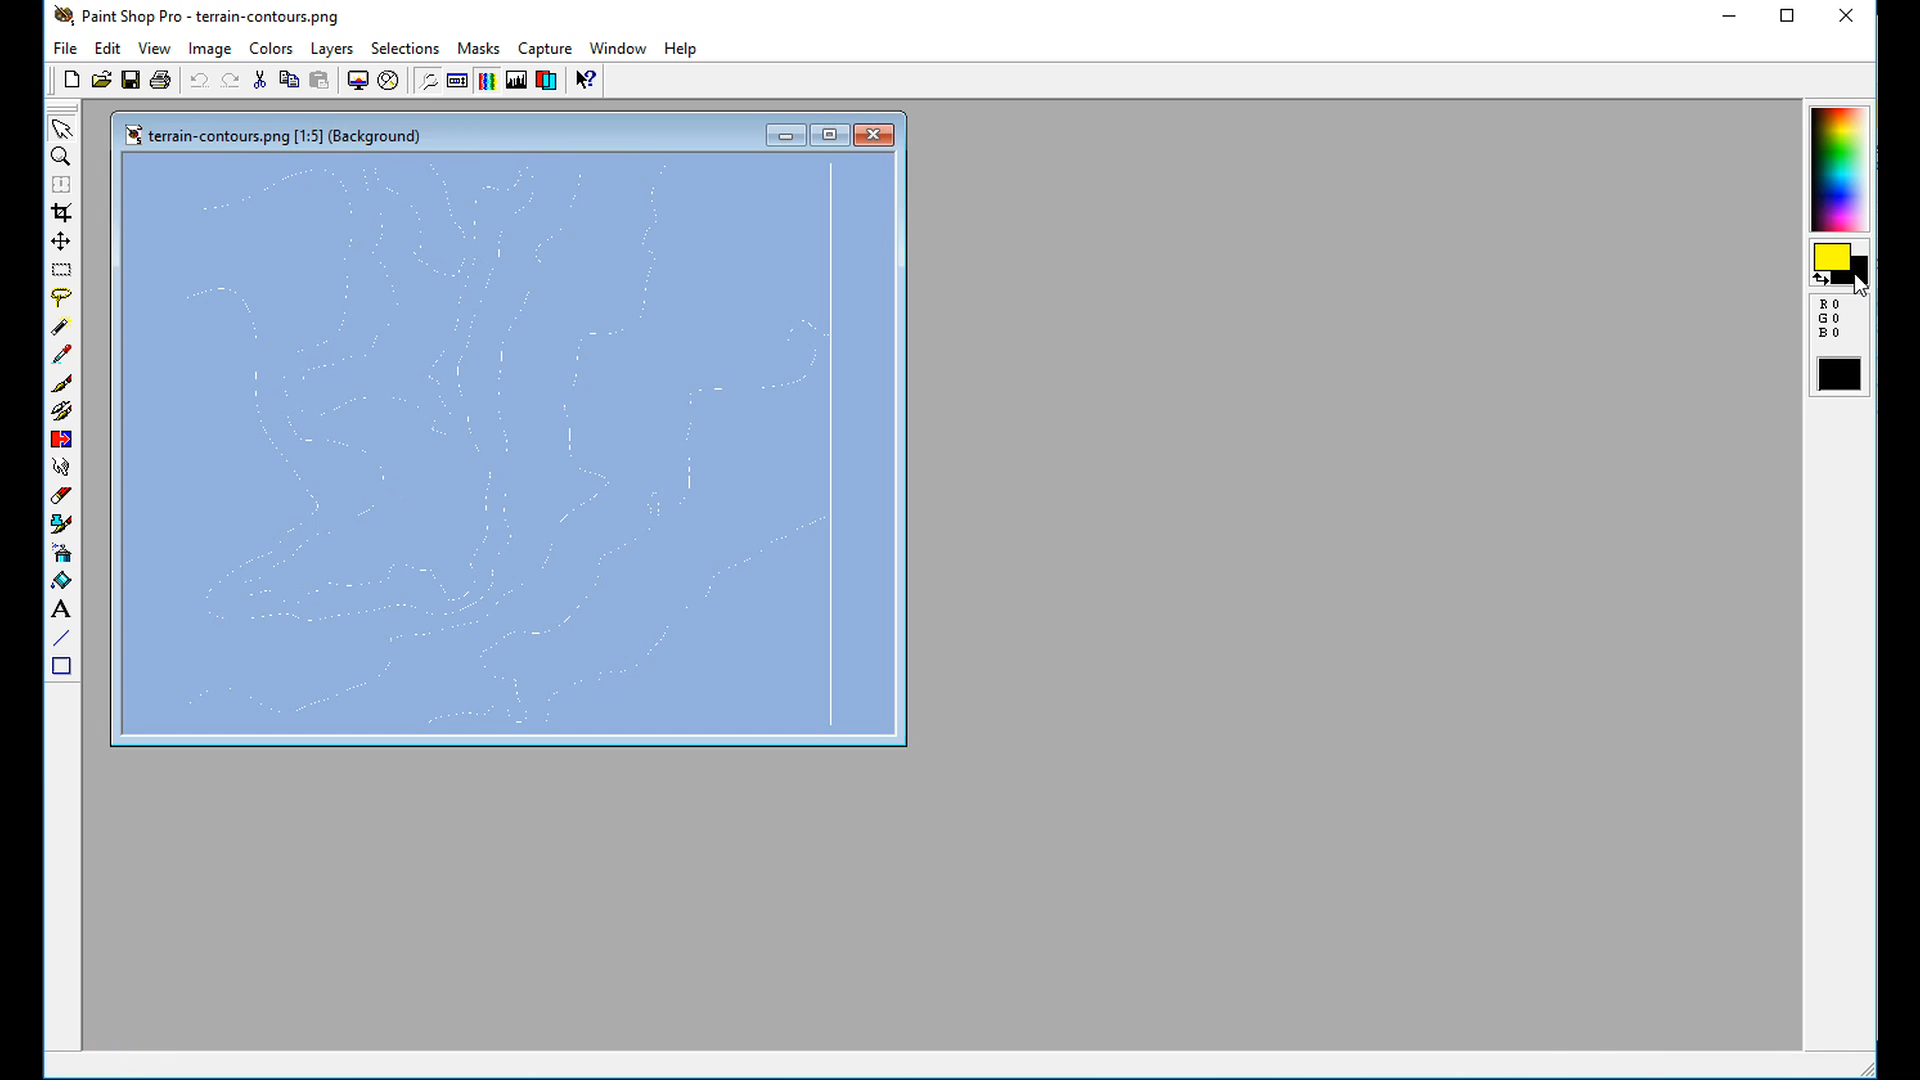 Paint Shop Pro - terrain-contours.png
File Edit View Image Colors Layers Selections Masks Capture Window Help
terrain-contours.png [1:5] (Background)
R 0
G 0
B 0